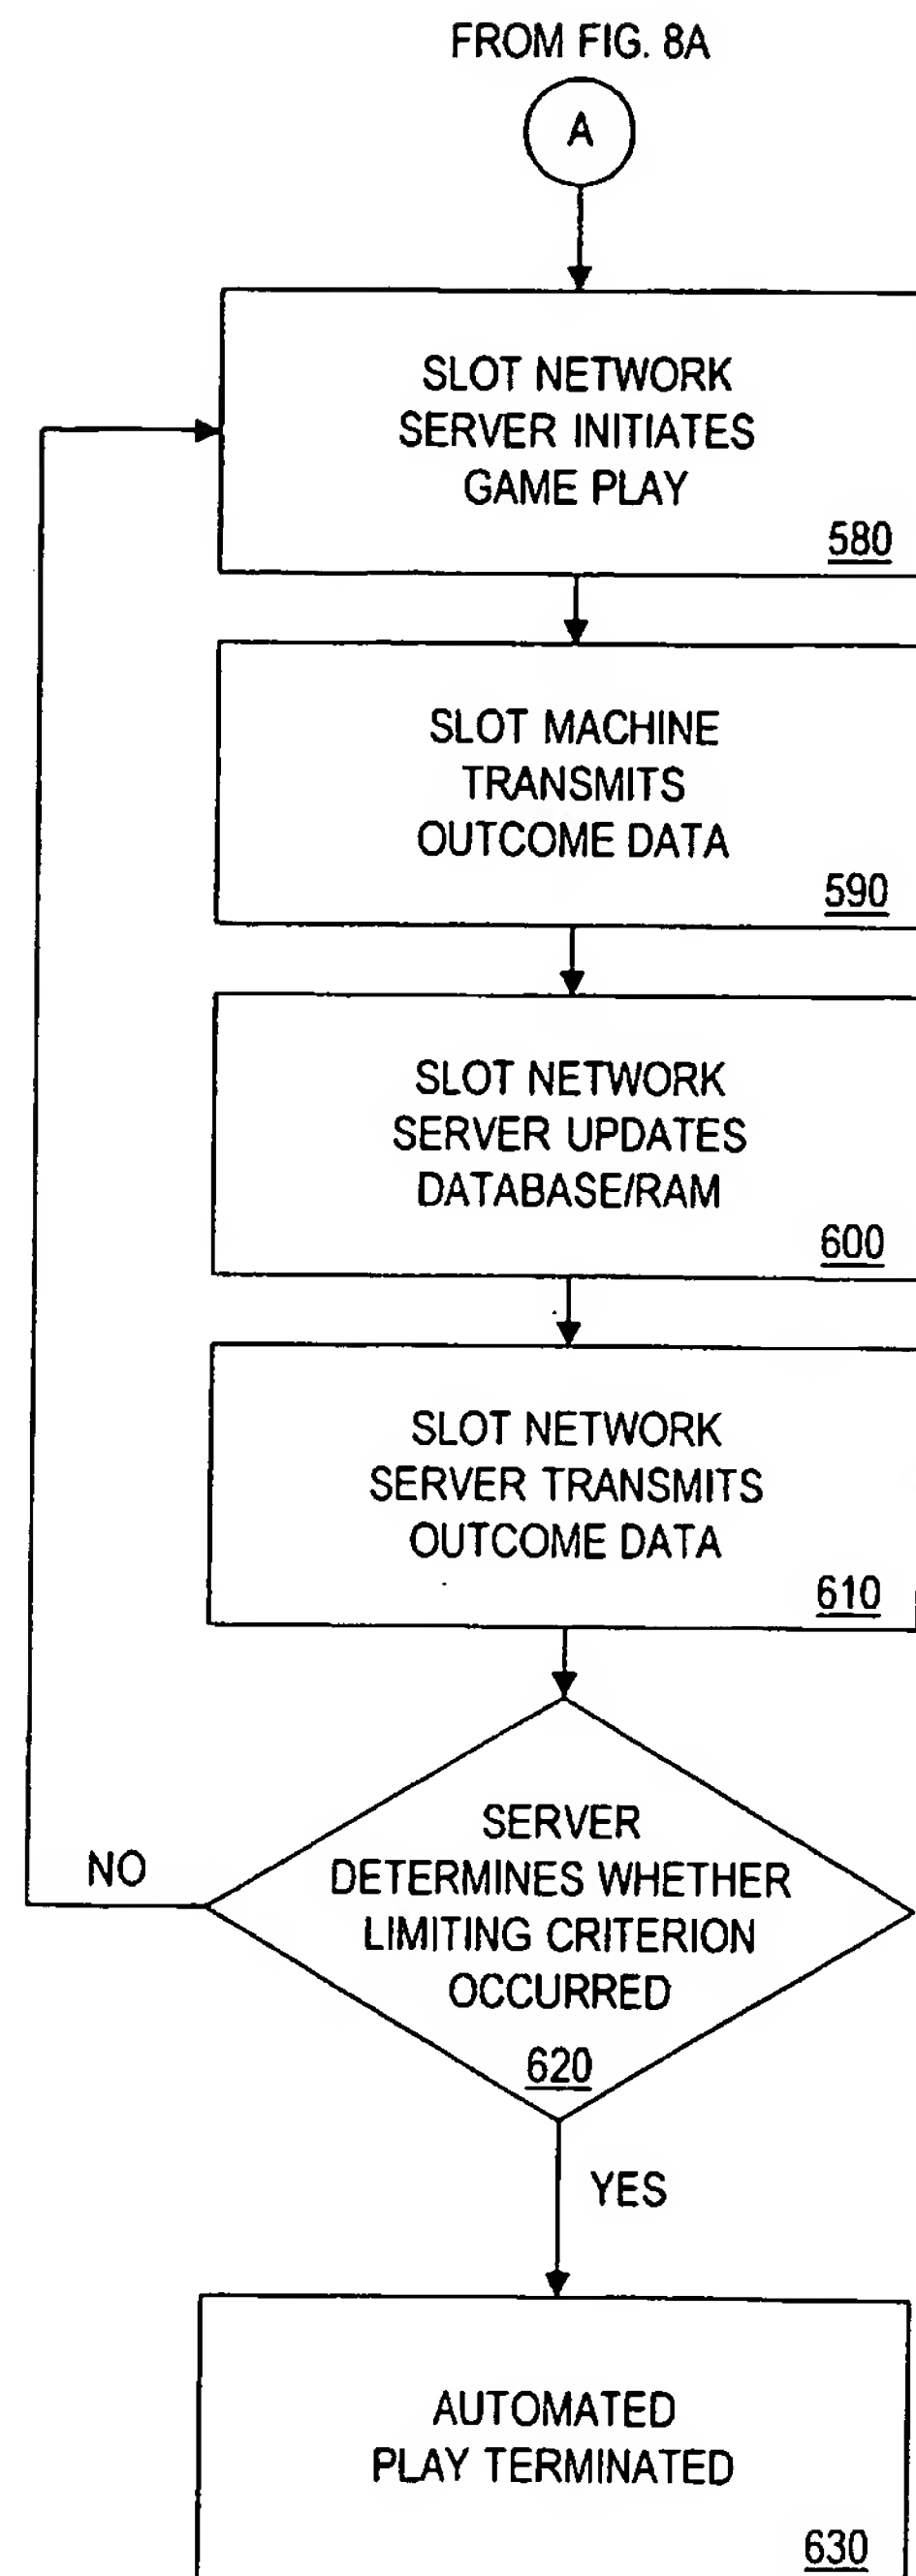 FROM FIG. 8A
A
SLOT NETWORK
SERVER INITIATES
GAME PLAY
580
SLOT MACHINE
TRANSMITS
OUTCOME DATA
590
SLOT NETWORK
SERVER UPDATES
DATABASE/RAM
600
SLOT NETWORK
SERVER TRANSMITS
OUTCOME DATA
610
SERVER
DETERMINES WHETHER
LIMITING CRITERION
OCCURRED
620
NO
YES
AUTOMATED
PLAY TERMINATED
630